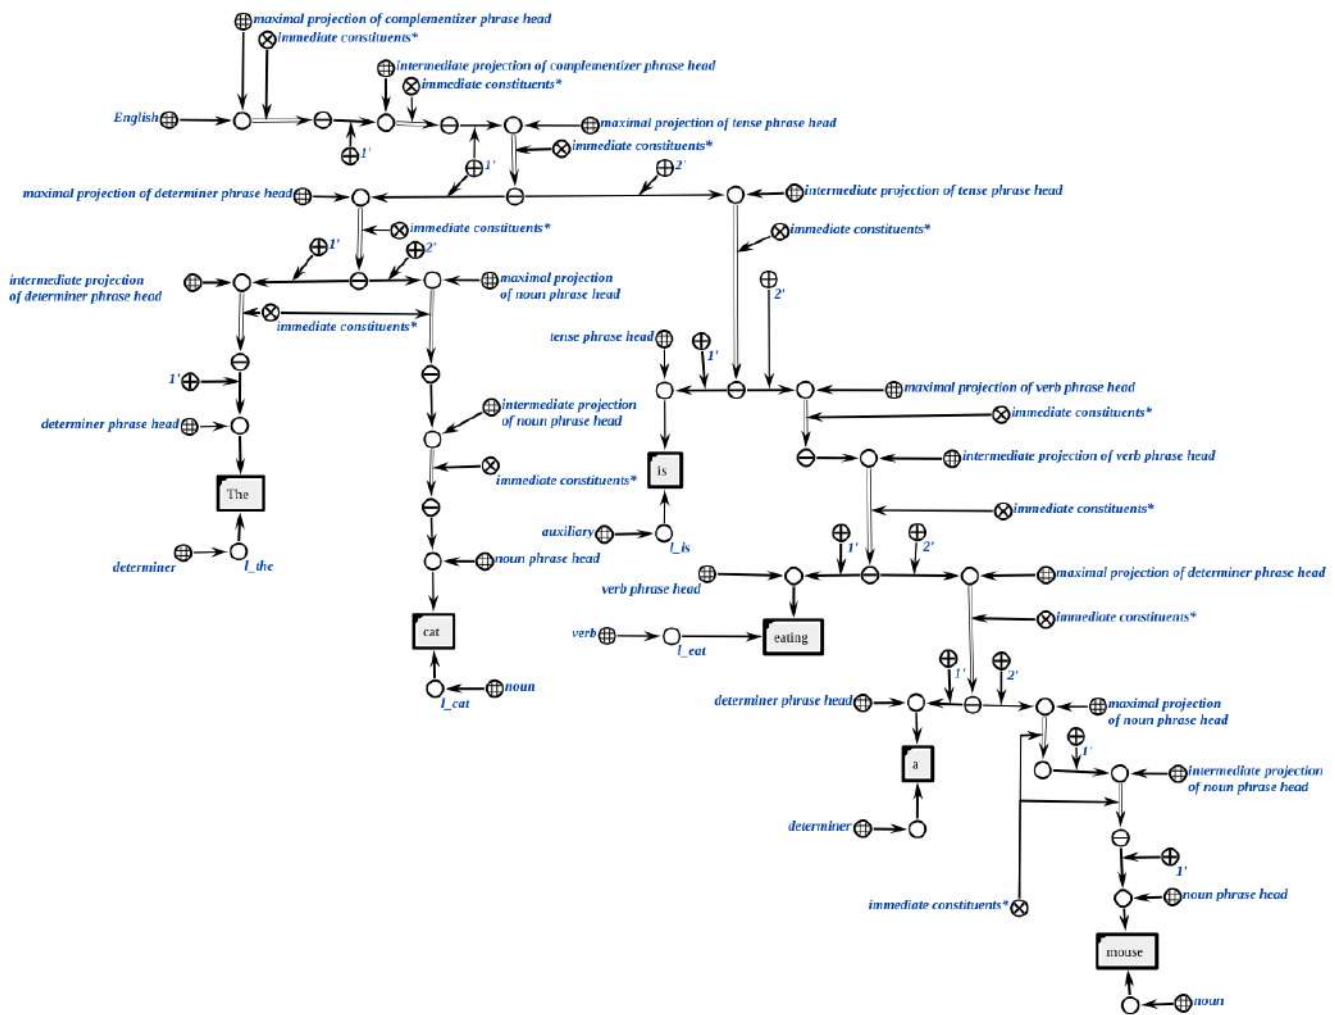 maximal projection of complementizer phrase head
immediate constituents*
intermediate projection of complementizer phrase head
immediate constituents*
English
maximal projection of tense phrase head
1'
immediate constituents*
1'
2'
maximal projection of determiner phrase head
intermediate projection of tense phrase head
immediate constituents*
immediate constituents*
1'
2'
intermediate projection
of determiner phrase head
maximal projection
of noun phrase head
2'
immediate constituents*
tense phrase head
1'
1'
maximal projection of verb phrase head
intermediate projection
of noun phrase head
immediate constituents*
determiner phrase head
intermediate projection of verb phrase head
is
immediate constituents*
The
immediate constituents*
auxiliary
l_is
1'
2'
noun phrase head
determiner
l_the
maximal projection of determiner phrase head
verb phrase head
immediate constituents*
cat
verb
eating
l_eat
1'
2'
noun
l_cat
determiner phrase head
maximal projection
of noun phrase head
1'
a
intermediate projection
of noun phrase head
determiner
1'
noun phrase head
immediate constituents*
mouse
noun